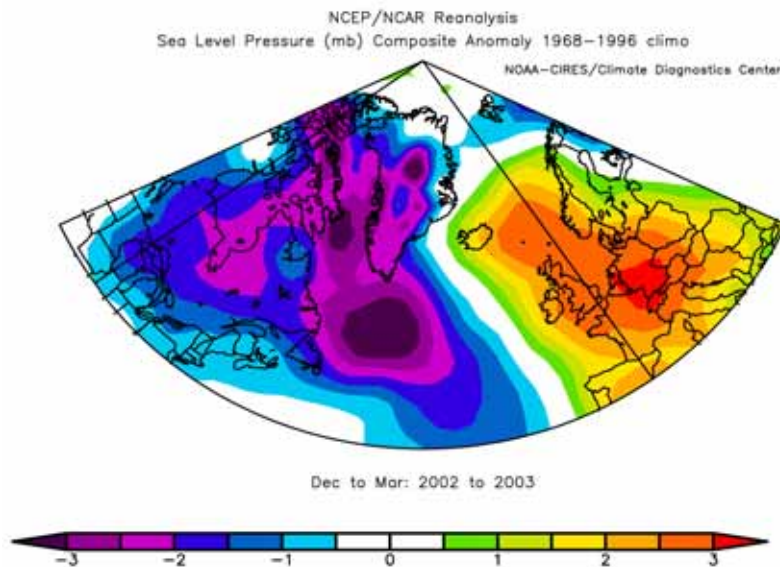 NCEP/NCAR Reanalysis
Sea Level Pressure (mb) Composite Anomaly 1968-1996 climo
NOAA-CIRES/Climate Diagnostics Center
Dec to Mar: 2002 to 2003
-3 -2 -1 0 1 2 3